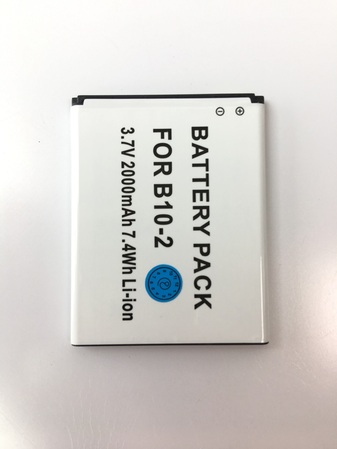 BATTERY PACK
FOR B10-2
3.7V 2000mAh 7.4Wh Li-ion